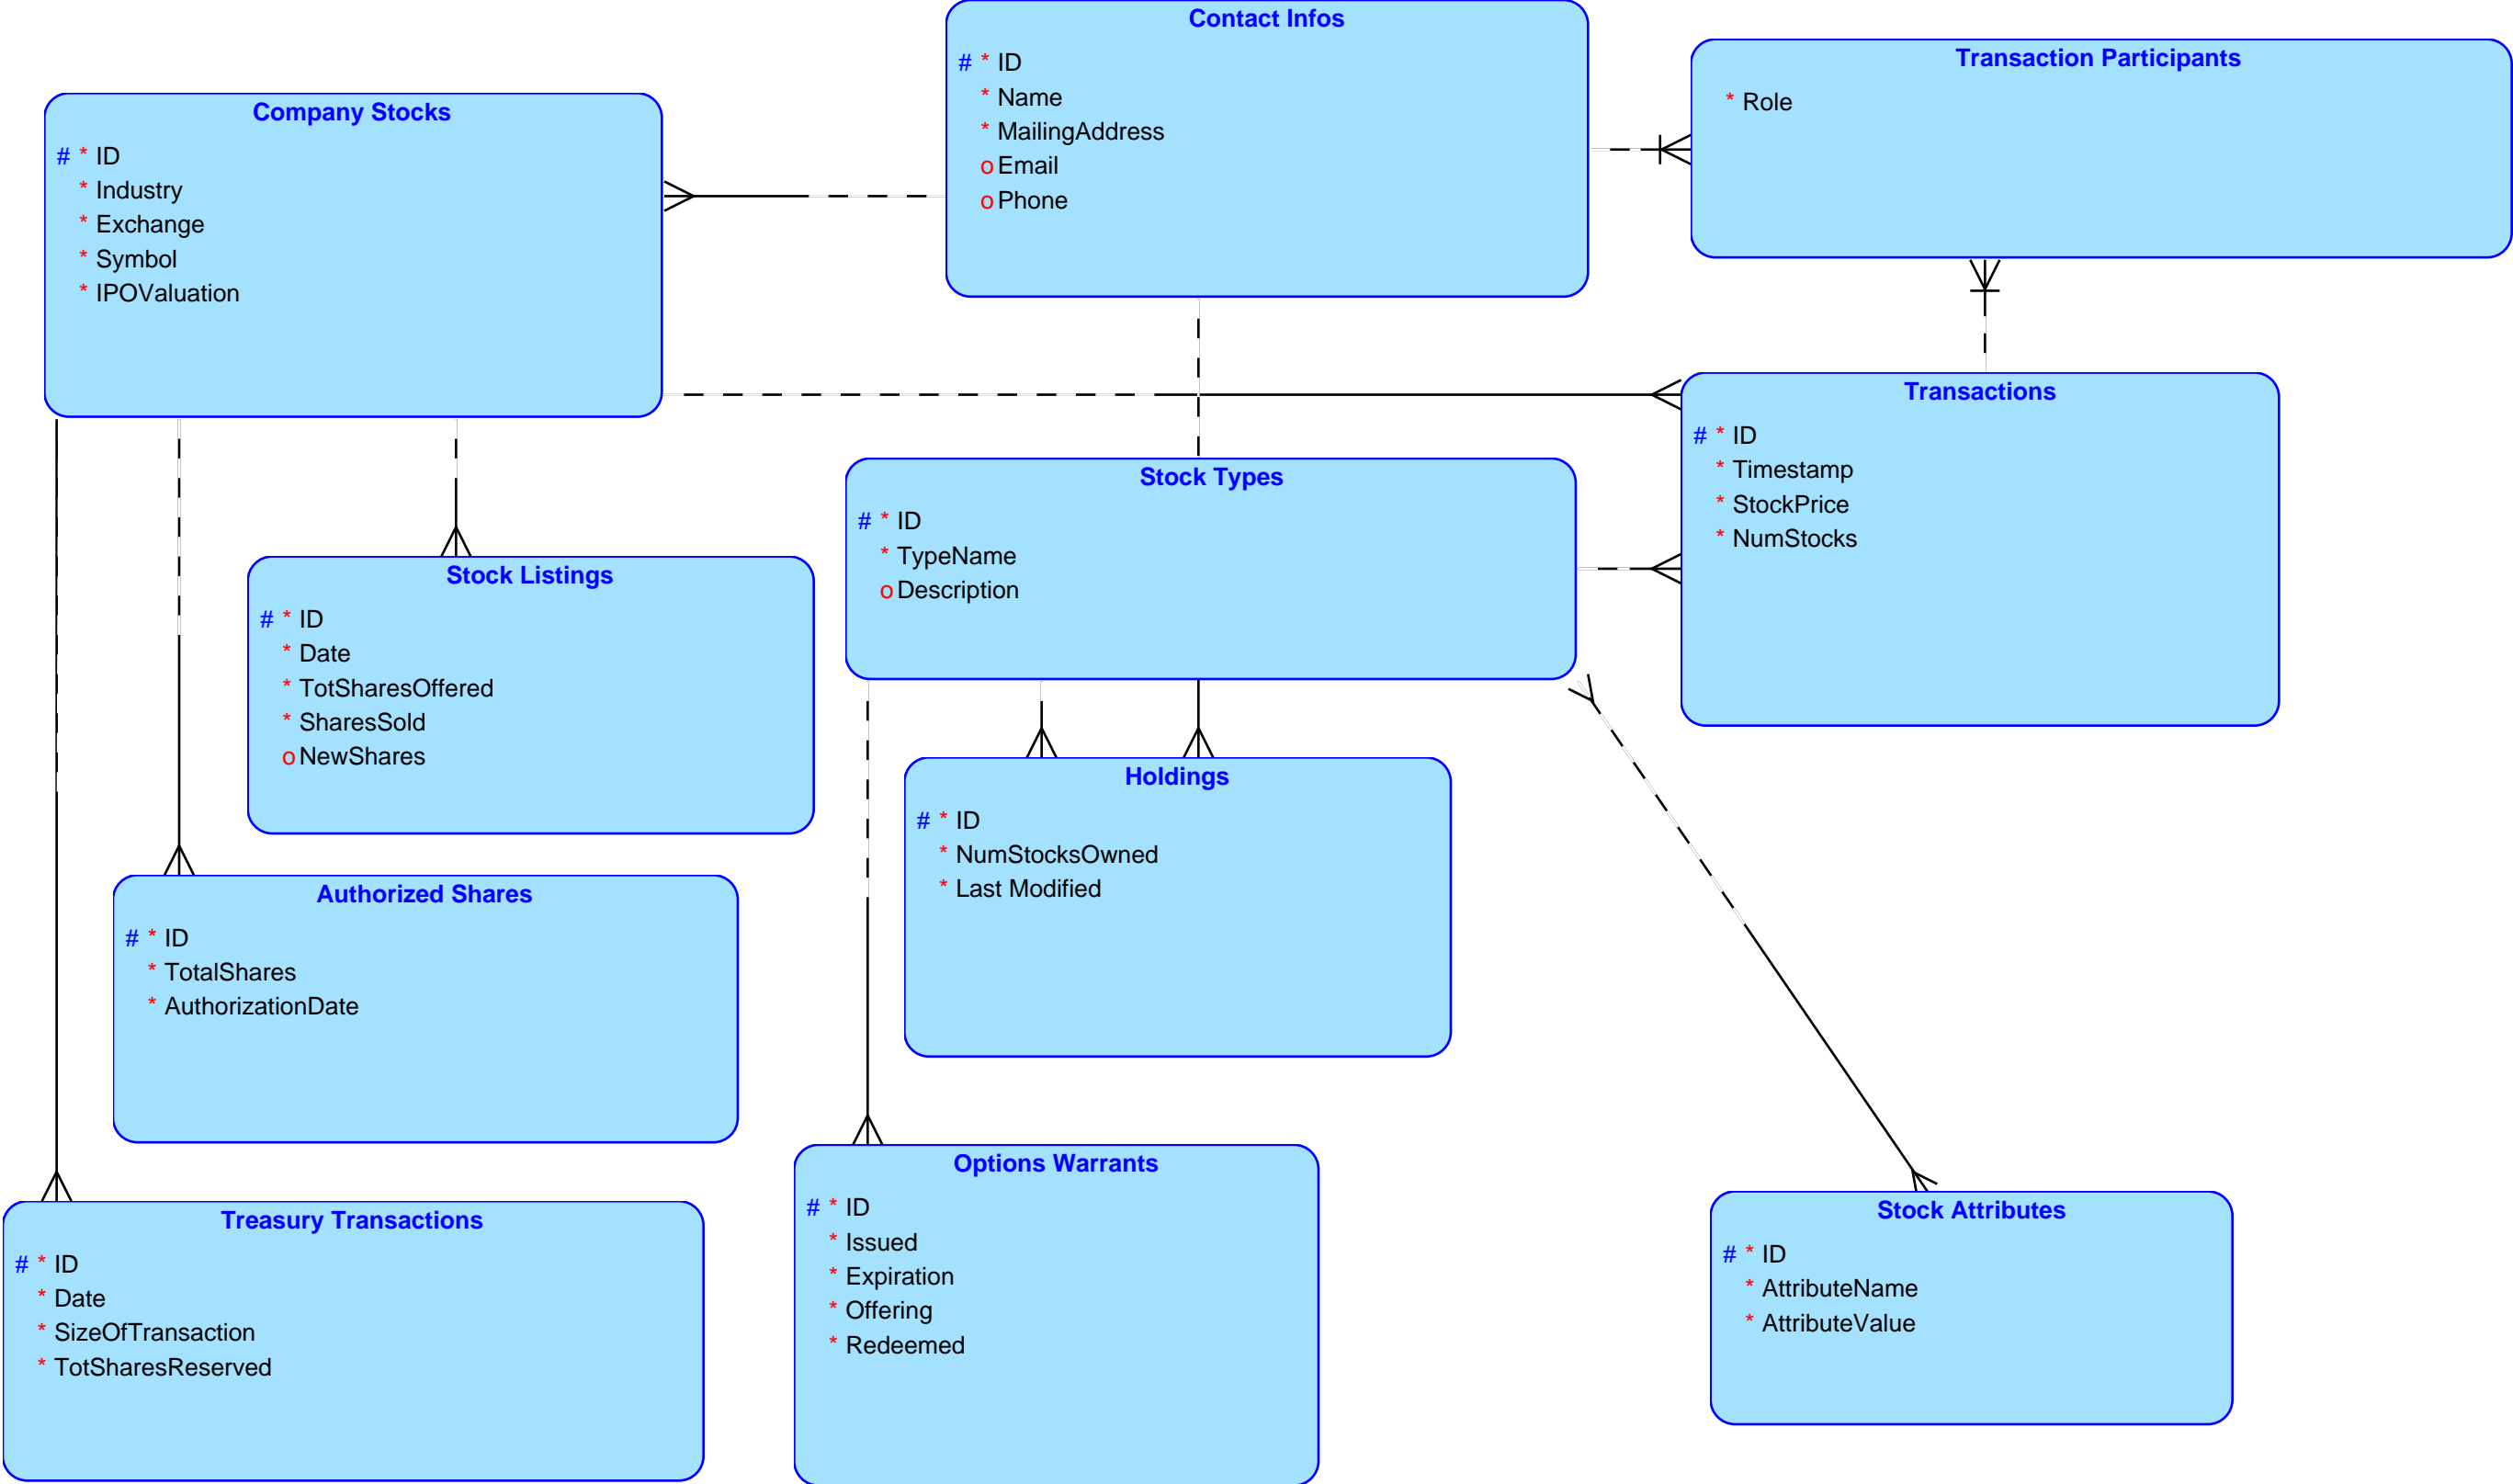 Contact Infos
# * ID
* Name
* MailingAddress
o Email
o Phone
Transaction Participants
* Role
Company Stocks
# * ID
* Industry
* Exchange
* Symbol
* IPOValuation
Transactions
# * ID
* Timestamp
* StockPrice
* NumStocks
Stock Types
# * ID
* TypeName
o Description
Stock Listings
# * ID
* Date
* TotSharesOffered
* SharesSold
o NewShares
Holdings
# * ID
* NumStocksOwned
* Last Modified
Authorized Shares
# * ID
* TotalShares
* AuthorizationDate
Options Warrants
# * ID
* Issued
* Expiration
* Offering
* Redeemed
Stock Attributes
# * ID
* AttributeName
* AttributeValue
Treasury Transactions
# * ID
* Date
* SizeOfTransaction
* TotSharesReserved